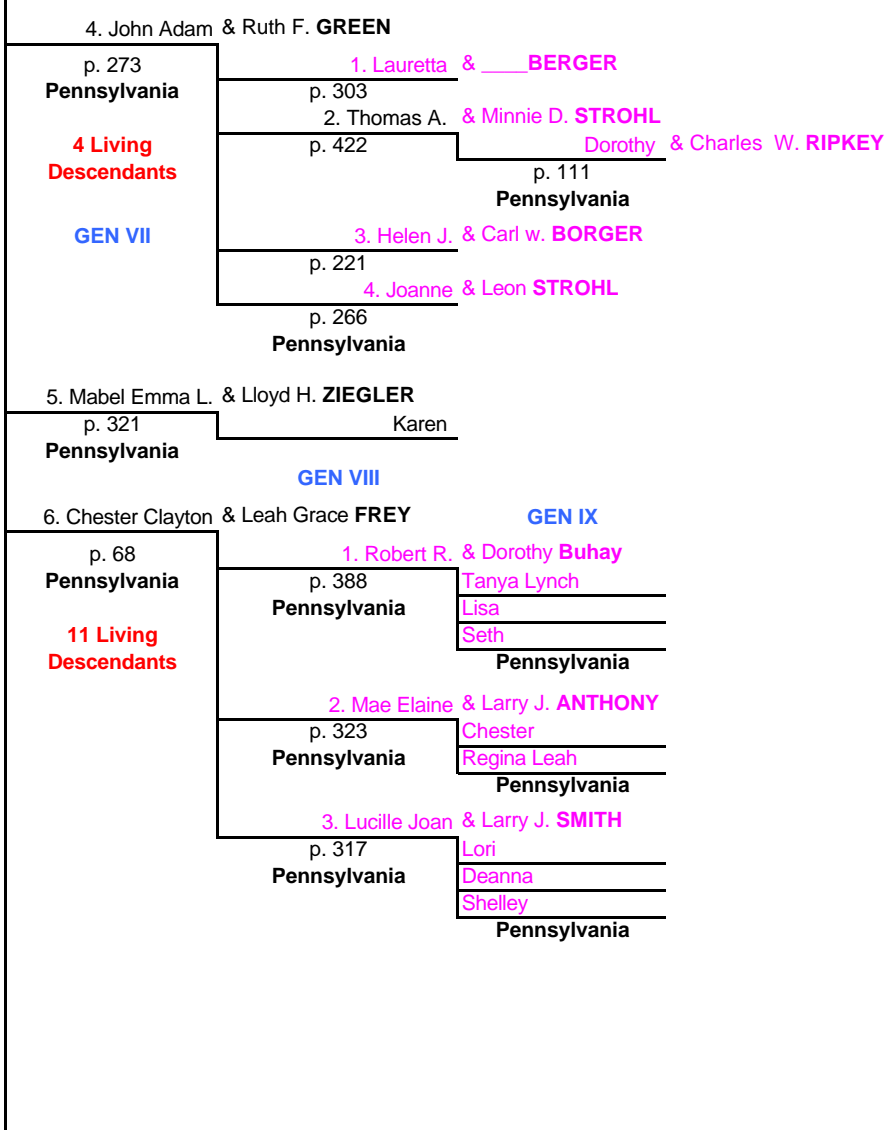 4. John Adam & Ruth F. GREEN
p. 273 1. Lauretta & ____BERGER
Pennsylvania p. 303
2. Thomas A. & Minnie D. STROHL
4 Living p. 422 Dorothy & Charles W. RIPKEY
Descendants p. 111
Pennsylvania
GEN VII 3. Helen J. & Carl w. BORGER
p. 221
4. Joanne & Leon STROHL
p. 266
Pennsylvania
5. Mabel Emma L. & Lloyd H. ZIEGLER
p. 321 Karen
Pennsylvania
GEN VIII
6. Chester Clayton & Leah Grace FREY GEN IX
p. 68 1. Robert R. & Dorothy Buhay
Pennsylvania p. 388 Tanya Lynch
Pennsylvania Lisa
11 Living Seth
Descendants Pennsylvania
2. Mae Elaine & Larry J. ANTHONY
p. 323 Chester
Pennsylvania Regina Leah
Pennsylvania
3. Lucille Joan & Larry J. SMITH
p. 317 Lori
Pennsylvania Deanna
Shelley
Pennsylvania